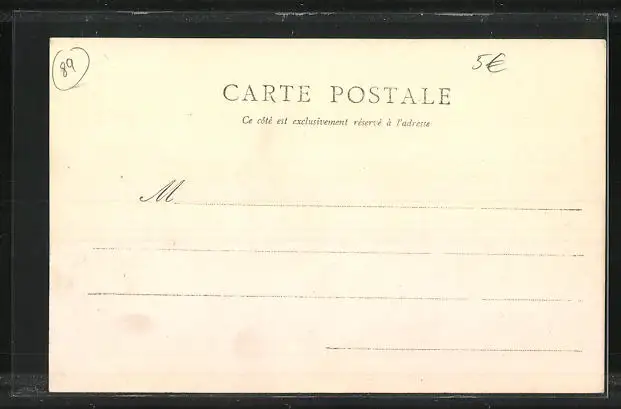 89
5€
CARTE POSTALE
Ce côté est exclusivement réservé à l'adresse
M